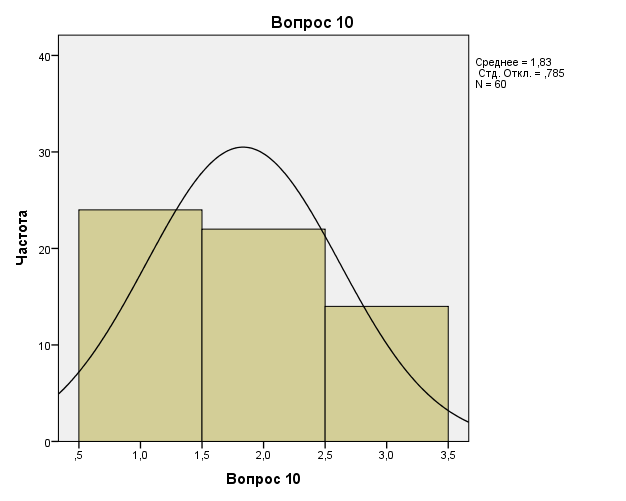 Вопрос 10
Среднее = 1,83
Стд. Откл. = ,785
N = 60
40
30
20
10
0
Частота
,5
1,0
1,5
2,0
2,5
3,0
3,5
Вопрос 10